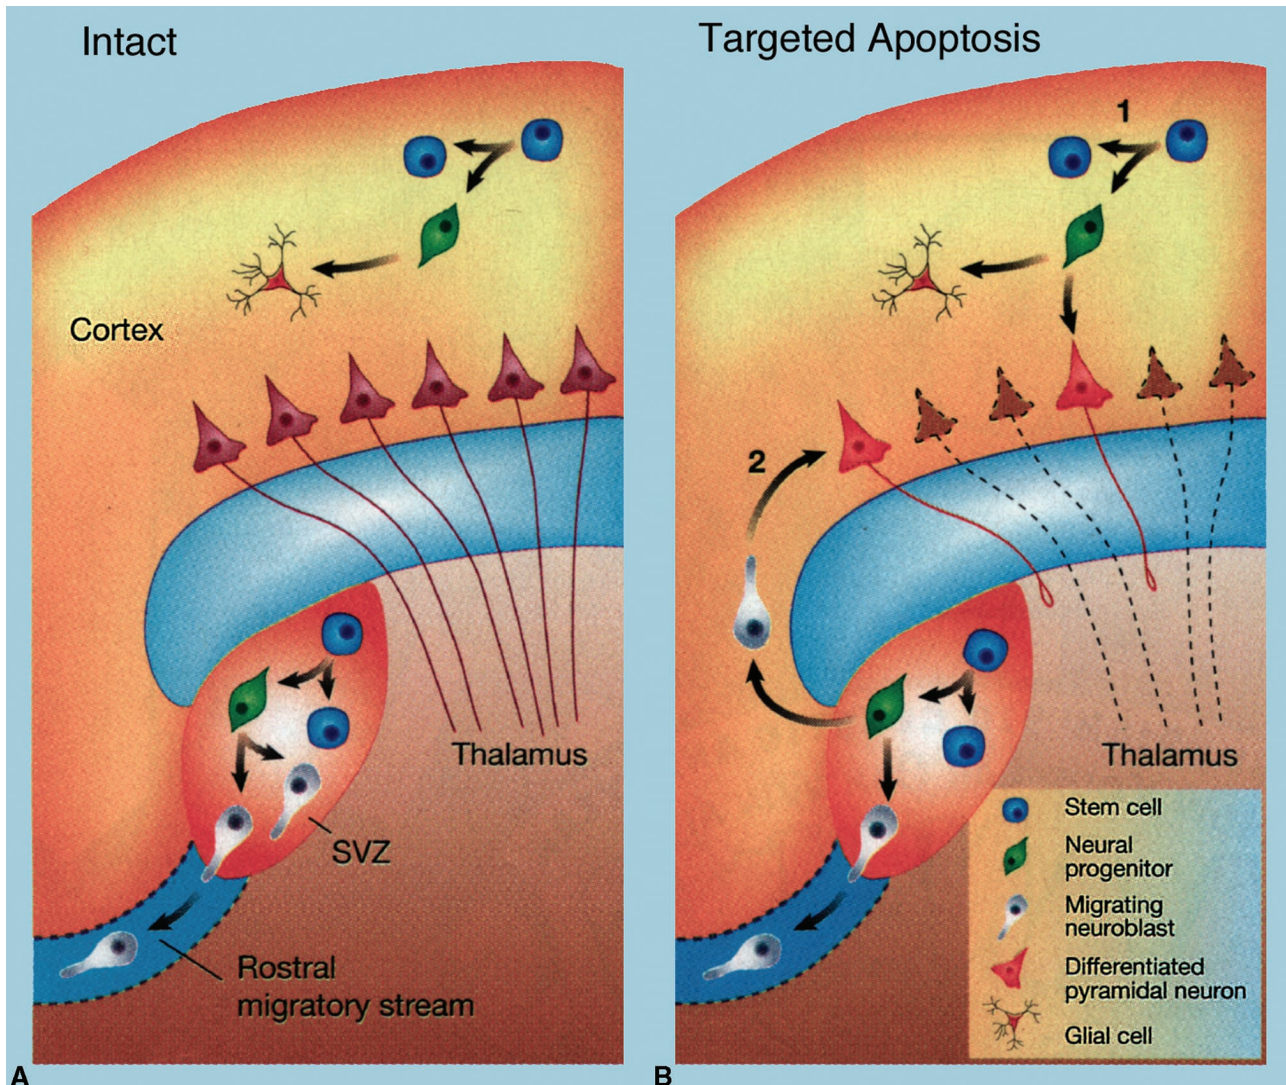 Intact
Cortex
Thalamus
SVZ
Rostral
migratory stream
A
Targeted Apoptosis
1
2
Thalamus
Stem cell
Neural
progenitor
Migrating
neuroblast
Differentiated
pyramidal neuron
Glial cell
B